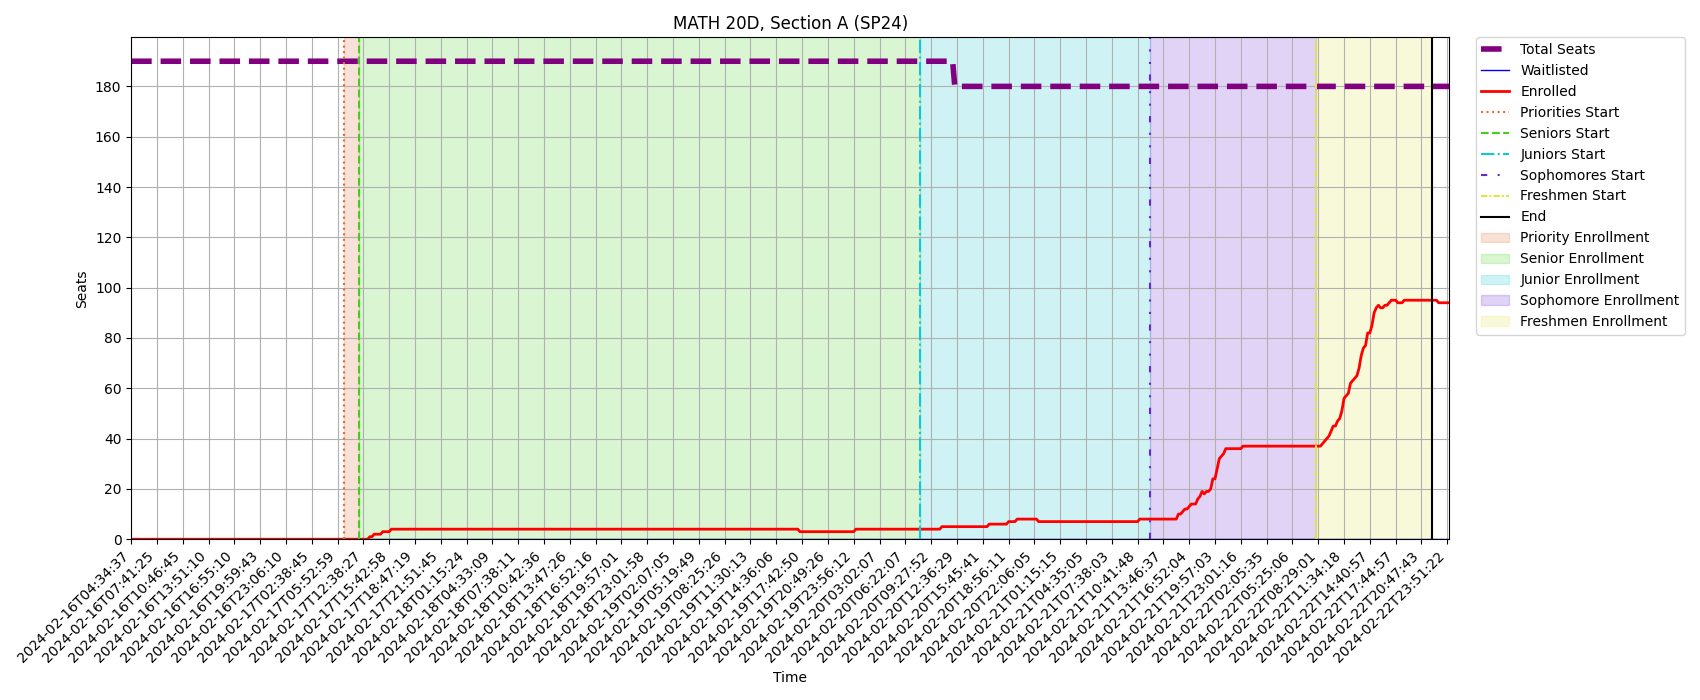 MATH 20D, Section A (SP24)
Seats
180
160
140
120
100
80
60
40
20
0
2024-02-16T04:34:37
2024-02-16T07:41:25
2024-02-16T10:46:45
2024-02-16T13:51:10
2024-02-16T16:55:10
2024-02-16T19:59:43
2024-02-16T23:06:10
2024-02-17T02:38:45
2024-02-17T05:52:59
2024-02-17T12:38:27
2024-02-17T15:42:58
2024-02-17T18:47:19
2024-02-17T21:51:45
2024-02-18T01:15:24
2024-02-18T04:33:09
2024-02-18T07:38:11
2024-02-18T10:42:36
2024-02-18T13:47:26
2024-02-18T16:52:16
2024-02-18T19:57:01
2024-02-18T23:01:58
2024-02-19T02:07:05
2024-02-19T05:19:49
2024-02-19T08:25:26
2024-02-19T11:30:13
2024-02-19T14:36:06
2024-02-19T17:42:50
2024-02-19T20:49:26
2024-02-19T23:56:12
2024-02-20T03:02:07
2024-02-20T06:22:07
2024-02-20T09:27:52
2024-02-20T12:36:29
2024-02-20T15:45:41
2024-02-20T18:56:11
2024-02-20T22:06:05
2024-02-21T01:15:15
2024-02-21T04:35:05
2024-02-21T07:38:03
2024-02-21T10:41:48
2024-02-21T13:46:37
2024-02-21T16:52:04
2024-02-21T19:57:03
2024-02-21T23:01:16
2024-02-22T02:05:35
2024-02-22T05:25:06
2024-02-22T08:29:01
2024-02-22T11:34:18
2024-02-22T14:40:57
2024-02-22T17:44:57
2024-02-22T20:47:43
2024-02-22T23:51:22
Time
Total Seats
Waitlisted
Enrolled
Priorities Start
Seniors Start
Juniors Start
Sophomores Start
Freshmen Start
End
Priority Enrollment
Senior Enrollment
Junior Enrollment
Sophomore Enrollment
Freshmen Enrollment